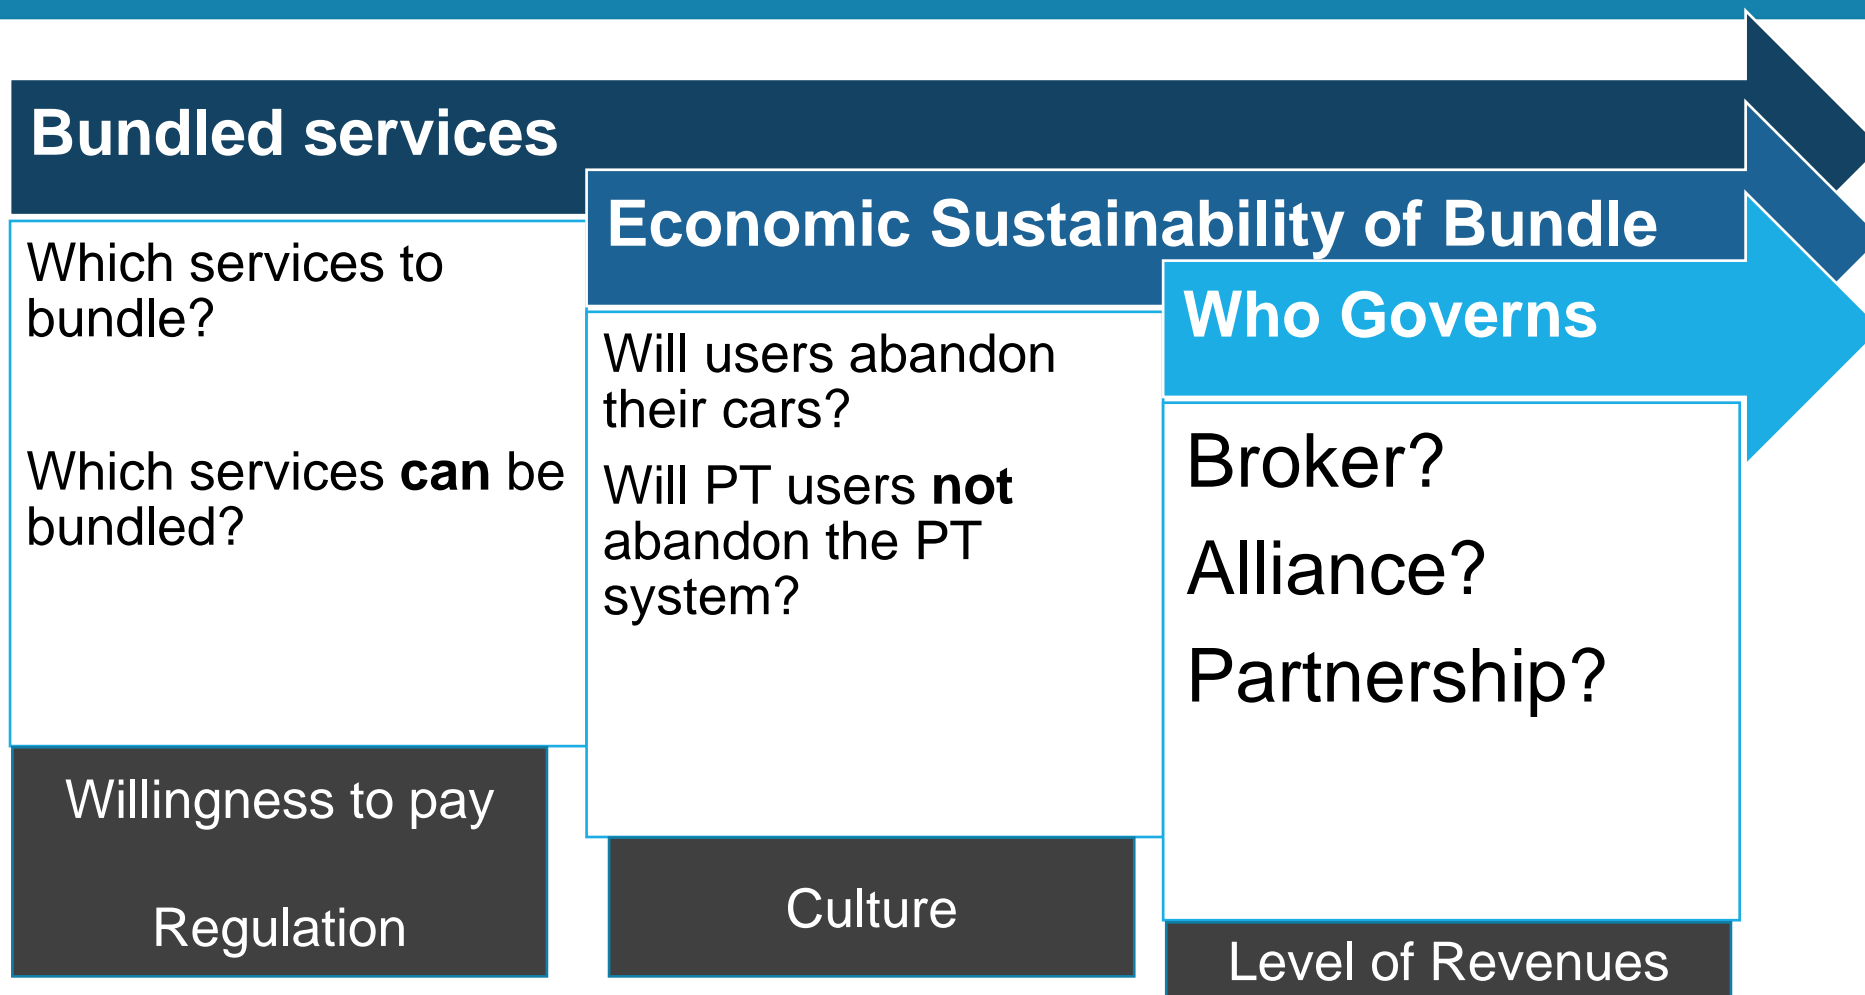 Bundled services
Which services to
bundle?
Which services can be
bundled?
Willingness to pay
Regulation
Economic Sustainability of Bundle
Will users abandon
their cars?
Will PT users not
abandon the PT
system?
Culture
Who Governs
Broker?
Alliance?
Partnership?
Level of Revenues